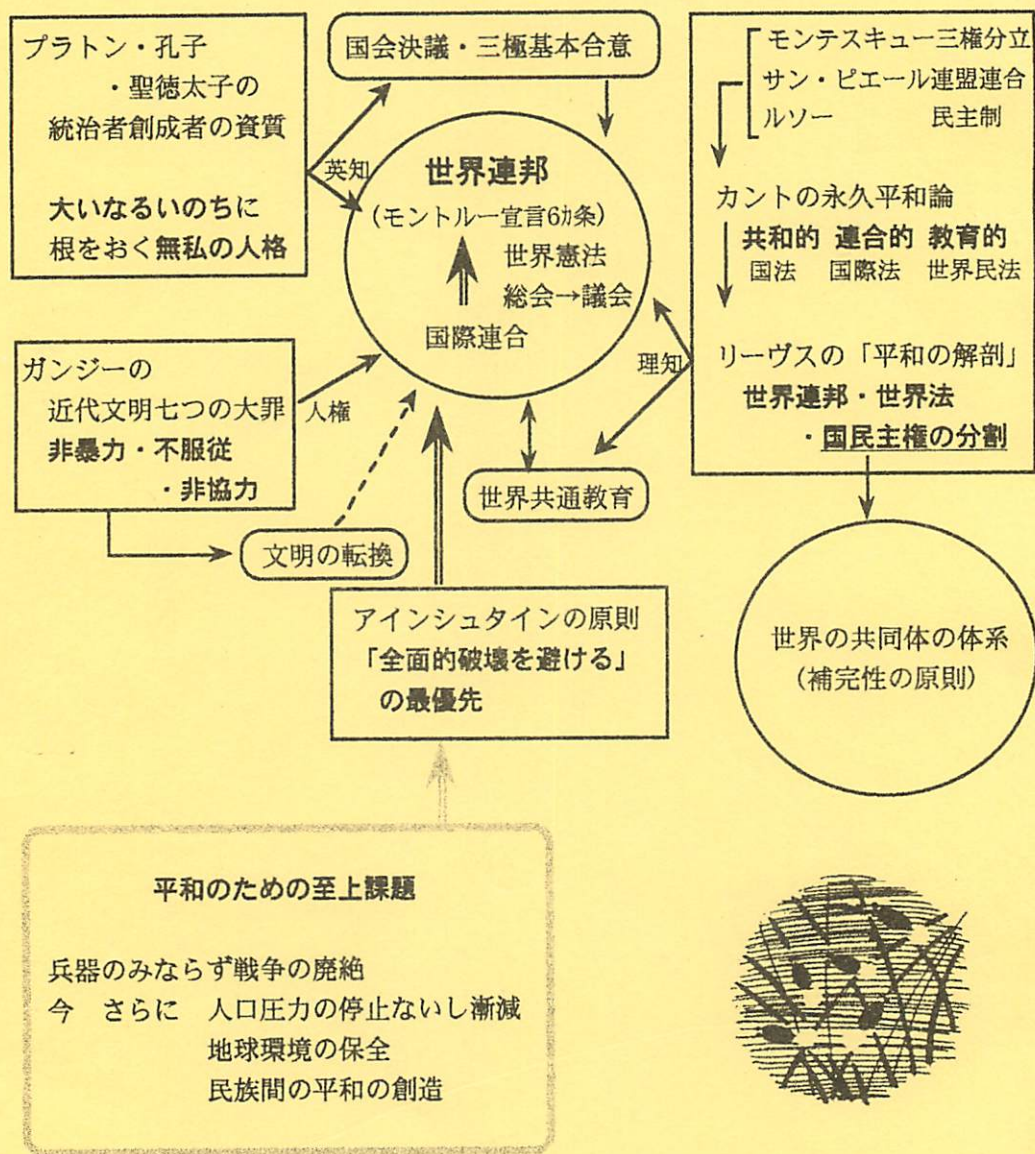 プラトン・孔子
・聖徳太子の
統治者創成者の資質
大いなるいのちに
根をおく無私の人格
国会決議・三極基本合意
モンテスキュー三権分立
サン・ピエール連盟連合
ルソー 民主制
カントの永久平和論
共和的 連合的 教育的
国法 国際法 世界民法
リーヴスの「平和の解剖」
世界連邦・世界法
・国民主権の分割
英知
世界連邦
(モントルー宣言6カ条)
世界憲法
総会→議会
国際連合
理知
ガンジーの
近代文明七つの大罪
非暴力・不服従
・非協力
人権
世界共通教育
文明の転換
アインシュタインの原則
「全面的破壊を避ける」
の最優先
世界の共同体の体系
(補完性の原則)
平和のための至上課題
兵器のみならず戦争の廃絶
今 さらに 人口圧力の停止ないし漸減
地球環境の保全
民族間の平和の創造